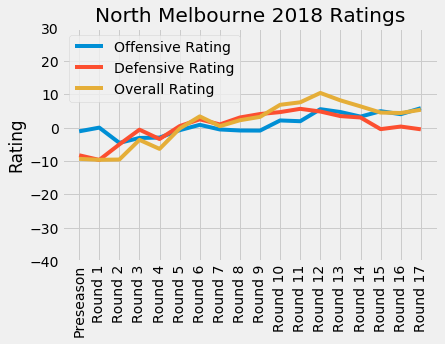 North Melbourne 2018 Ratings
30
20
10
0
−10
−20
−30
−40
Rating
Offensive Rating
Defensive Rating
Overall Rating
Preseason
Round 1
Round 2
Round 3
Round 4
Round 5
Round 6
Round 7
Round 8
Round 9
Round 10
Round 11
Round 12
Round 13
Round 14
Round 15
Round 16
Round 17